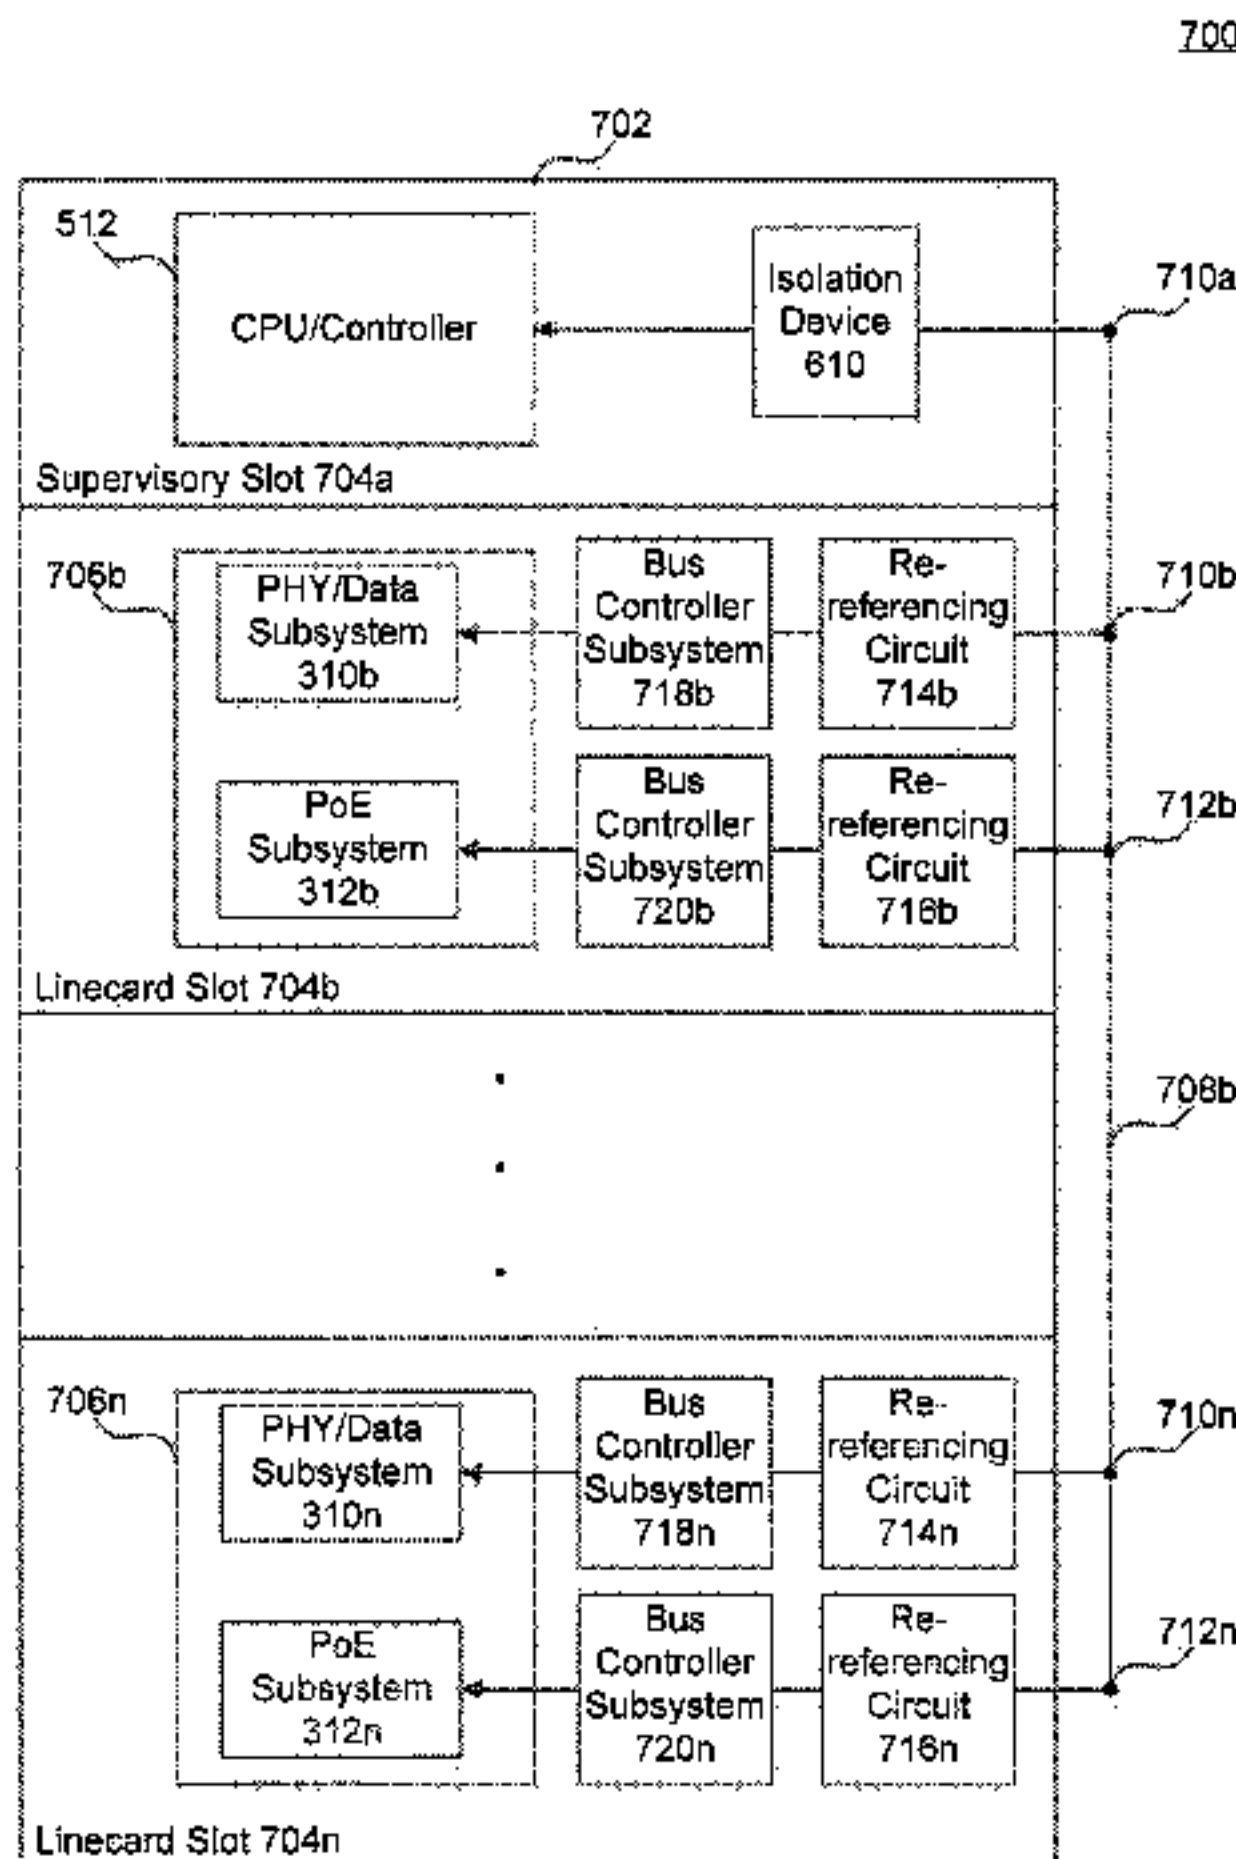 700
702
512
CPU/Controller
Isolation
Device
610
710a
Supervisory Slot 704a
706b
PHY/Data
Subsystem
310b
Bus
Controller
Subsystem
718b
Re-
referencing
Circuit
714b
710b
PoE
Subsystem
312b
Bus
Controller
Subsystem
720b
Re-
referencing
Circuit
716b
712b
Linecard Slot 704b
708b
706n
PHY/Data
Subsystem
310n
Bus
Controller
Subsystem
718n
Re-
referencing
Circuit
714n
710n
PoE
Subsystem
312n
Bus
Controller
Subsystem
720n
Re-
referencing
Circuit
716n
712n
Linecard Slot 704n